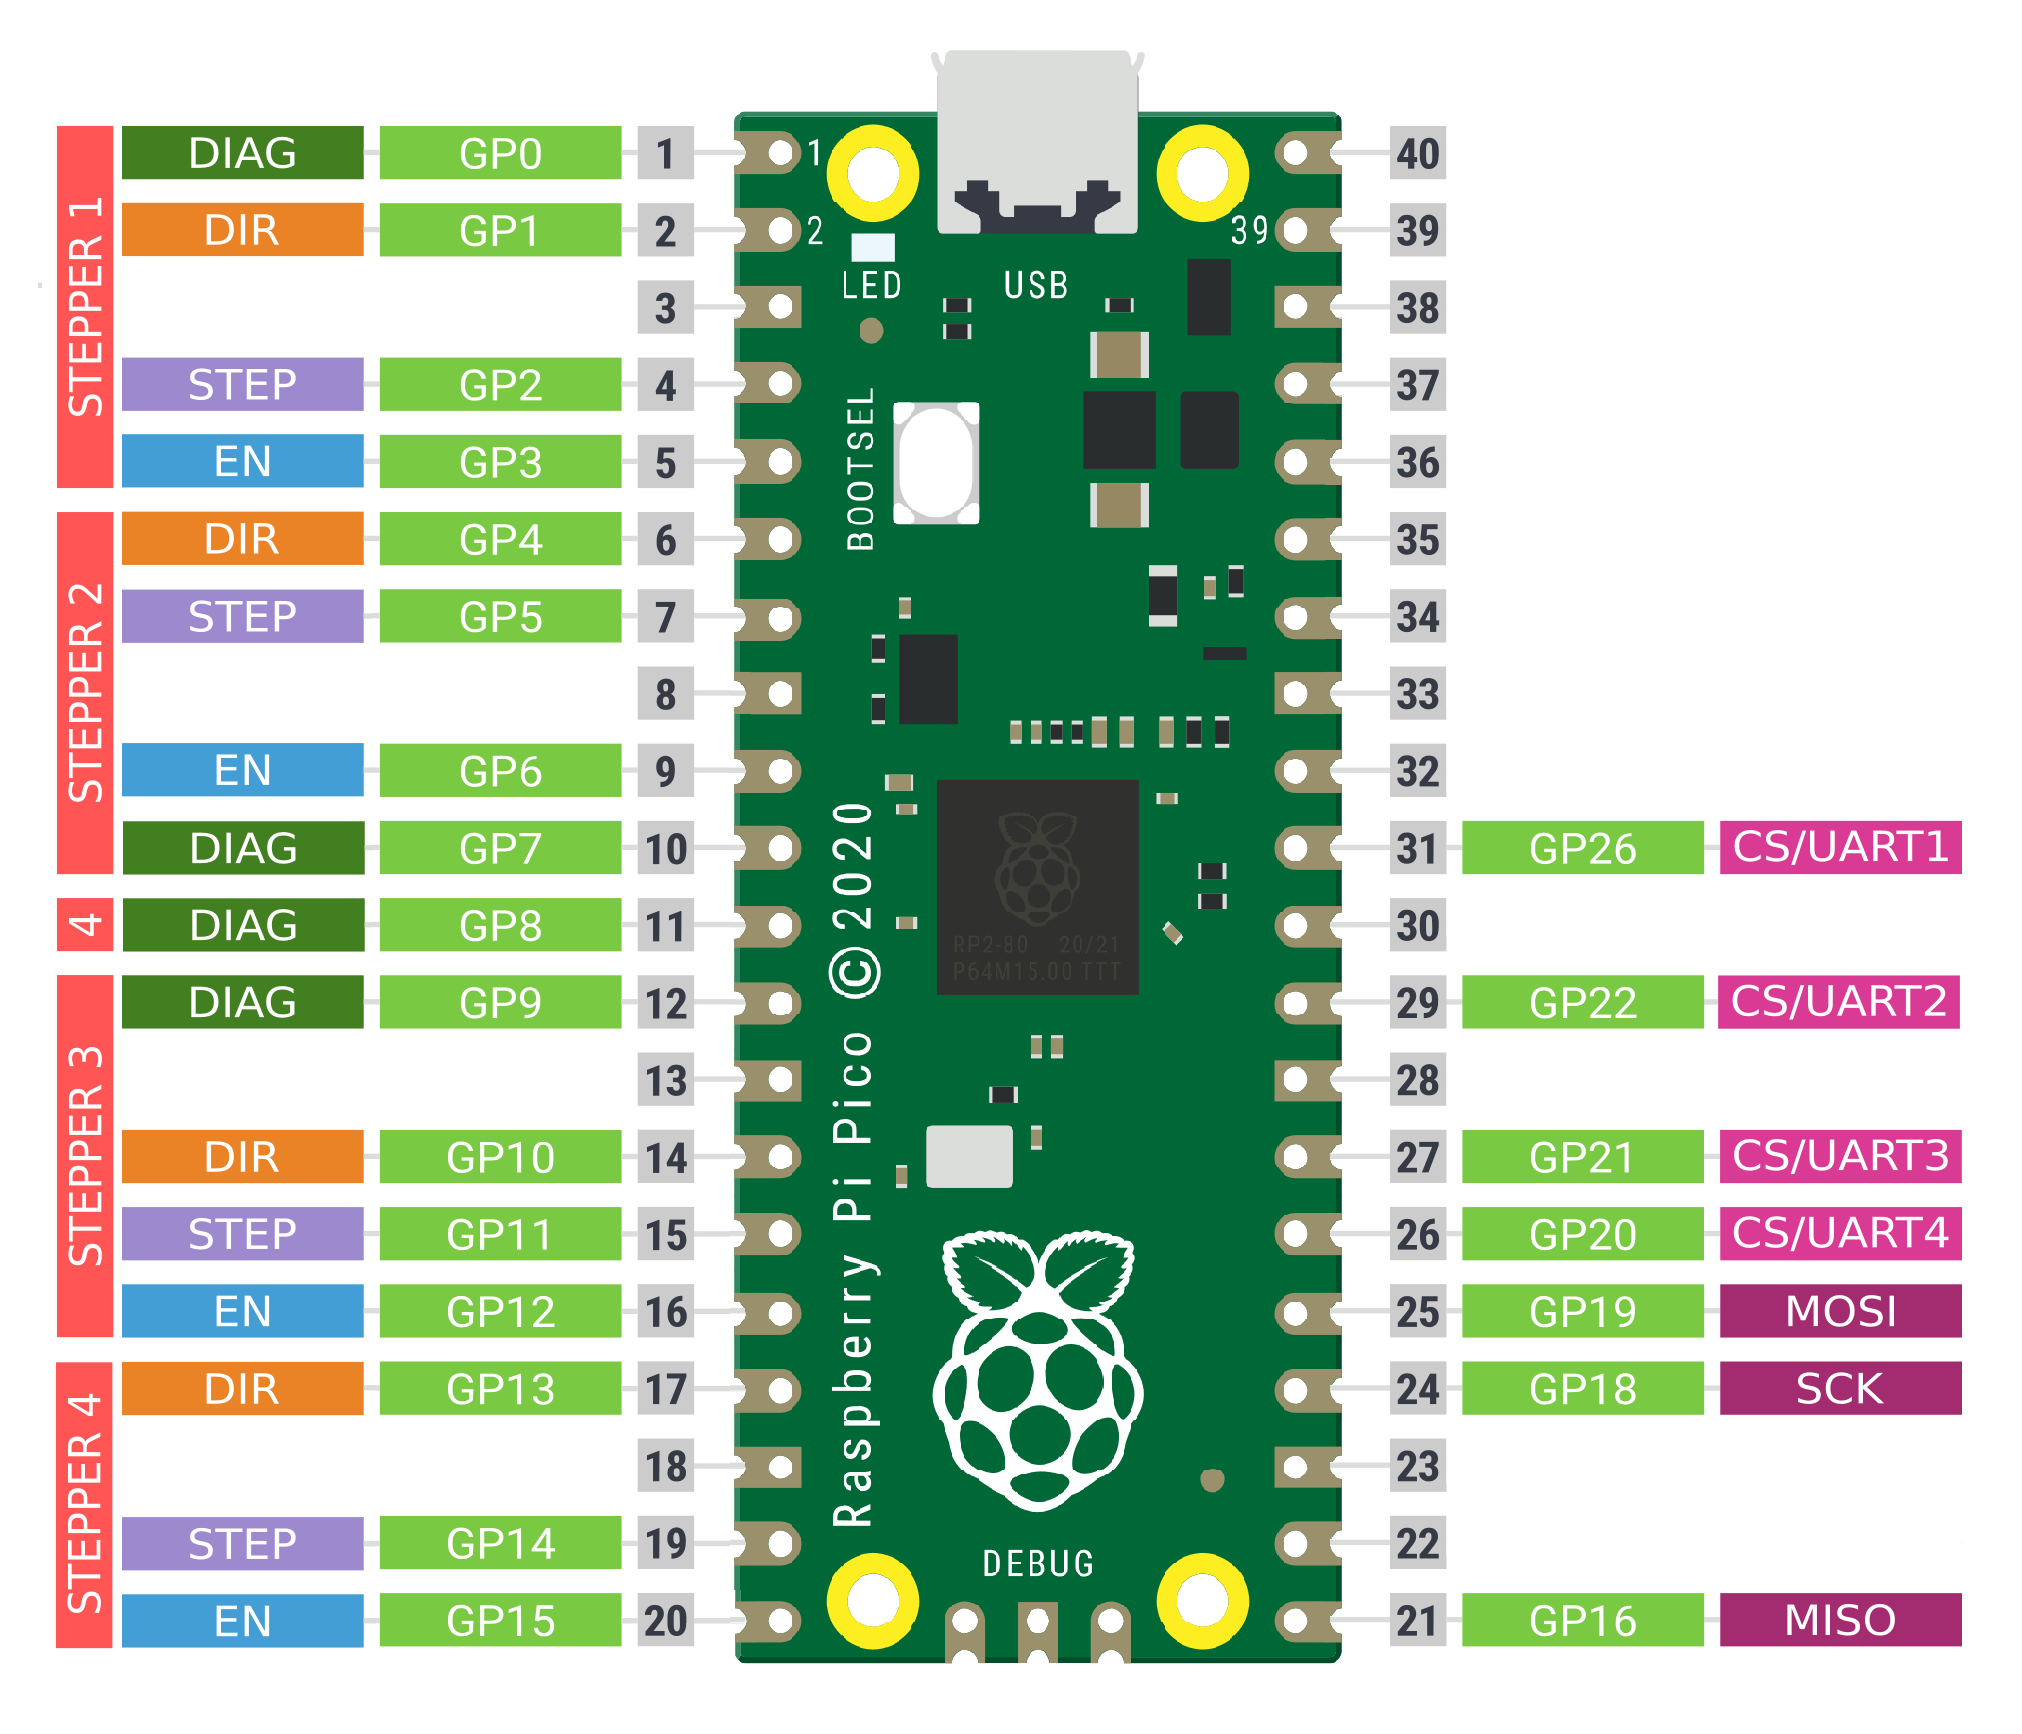 STEPPER 1
DIAG GP0 1
DIR GP1 2
3
STEP GP2 4
EN GP3 5
STEPPER 2
DIR GP4 6
STEP GP5 7
8
EN GP6 9
DIAG GP7 10
4
DIAG GP8 11
STEPPER 3
DIAG GP9 12
13
DIR GP10 14
STEP GP11 15
EN GP12 16
STEPPER 4
DIR GP13 17
18
STEP GP14 19
EN GP15 20
1
2
39
LED
USB
BOOTSEL
RP2-80 20/21
P64M15.00 TTT
Raspberry Pi Pico ©2020
DEBUG
40
39
38
37
36
35
34
33
32
31 GP26 CS/UART1
30
29 GP22 CS/UART2
28
27 GP21 CS/UART3
26 GP20 CS/UART4
25 GP19 MOSI
24 GP18 SCK
23
22
21 GP16 MISO